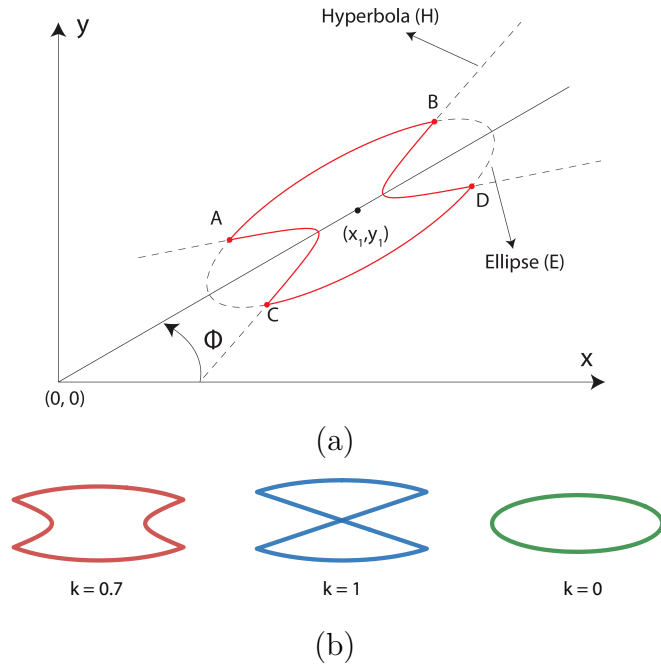 Hyperbola (H)
y
B
A
D
(x₁,y₁)
Ellipse (E)
C
Φ
x
(0, 0)
(a)
k = 0.7
k = 1
k = 0
(b)